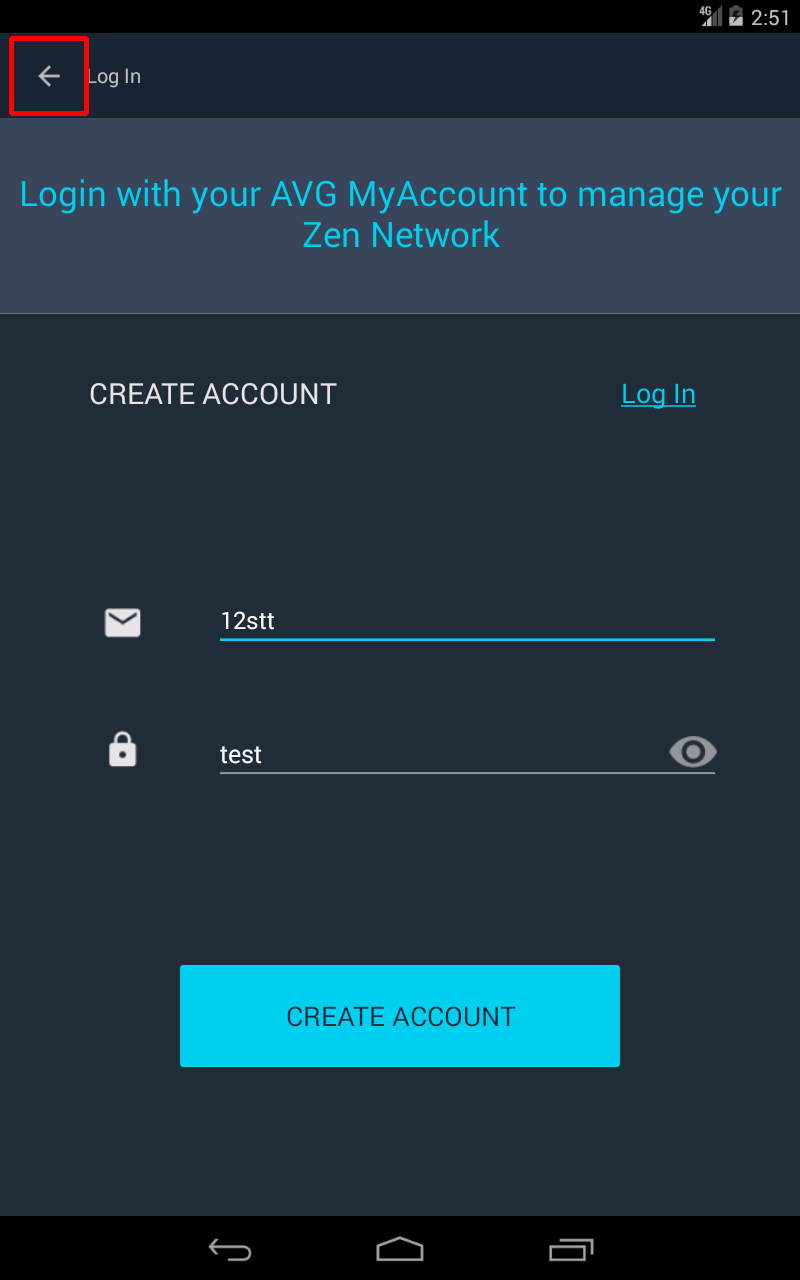 4G 2:51
Log In
Login with your AVG MyAccount to manage your
Zen Network
CREATE ACCOUNT Log In
12stt
test
CREATE ACCOUNT